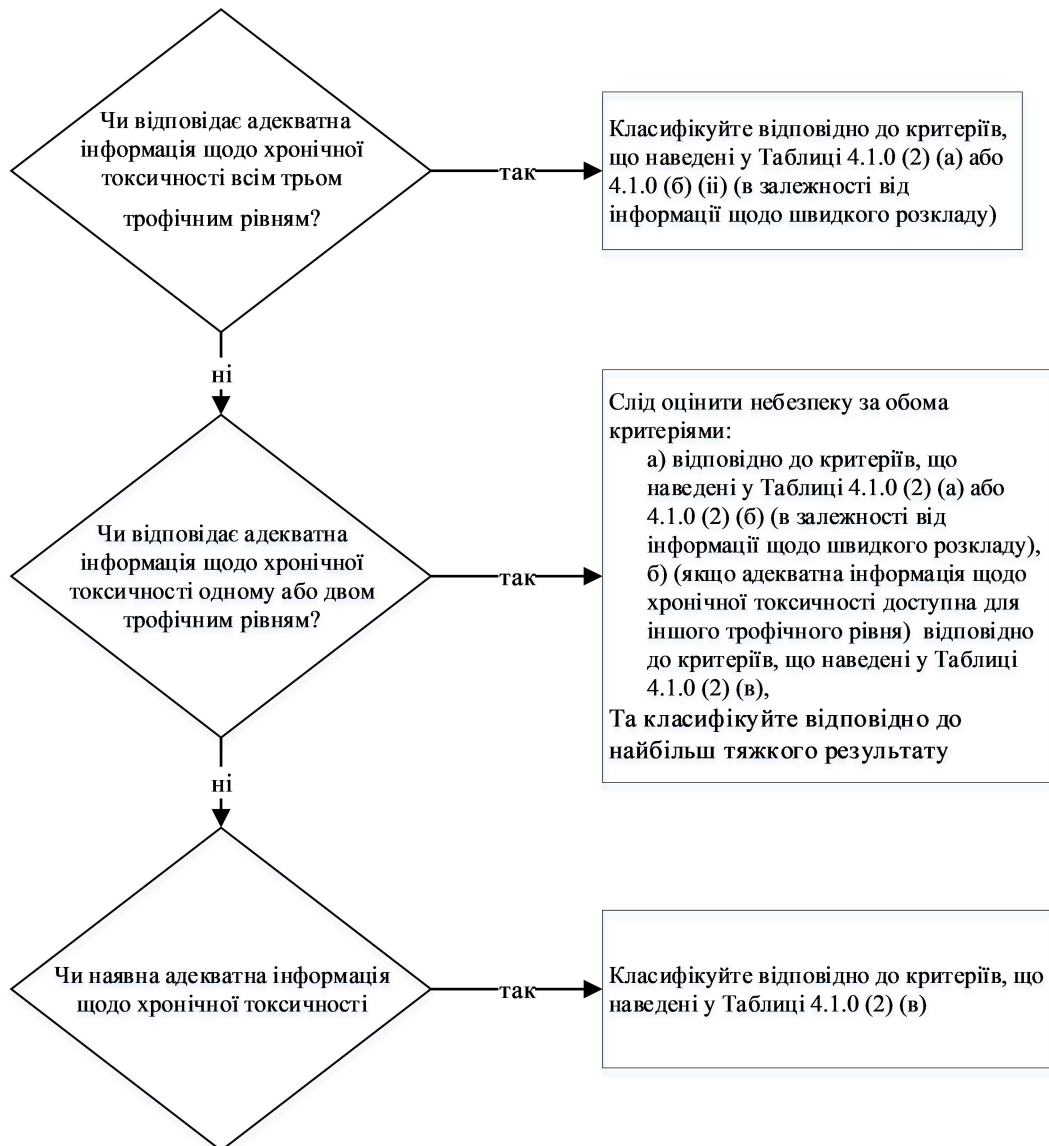 Чи відповідає адекватна
інформація щодо хронічної
токсичності всім трьом
трофічним рівням?
так
Класифікуйте відповідно до критеріїв,
що наведені у Таблиці 4.1.0 (2) (а) або
4.1.0 (б) (ii) (в залежності від
інформації щодо швидкого розкладу)
ні
Чи відповідає адекватна
інформація щодо хронічної
токсичності одному або двом
трофічним рівням?
так
Слід оцінити небезпеку за обома
критеріями:
а) відповідно до критеріїв, що
наведені у Таблиці 4.1.0 (2) (а) або
4.1.0 (2) (б) (в залежності від
інформації щодо швидкого розкладу),
б) (якщо адекватна інформація щодо
хронічної токсичності доступна для
іншого трофічного рівня) відповідно
до критеріїв, що наведені у Таблиці
4.1.0 (2) (в),
Та класифікуйте відповідно до
найбільш тяжкого результату
ні
Чи наявна адекватна інформація
щодо хронічної токсичності
так
Класифікуйте відповідно до критеріїв, що
наведені у Таблиці 4.1.0 (2) (в)